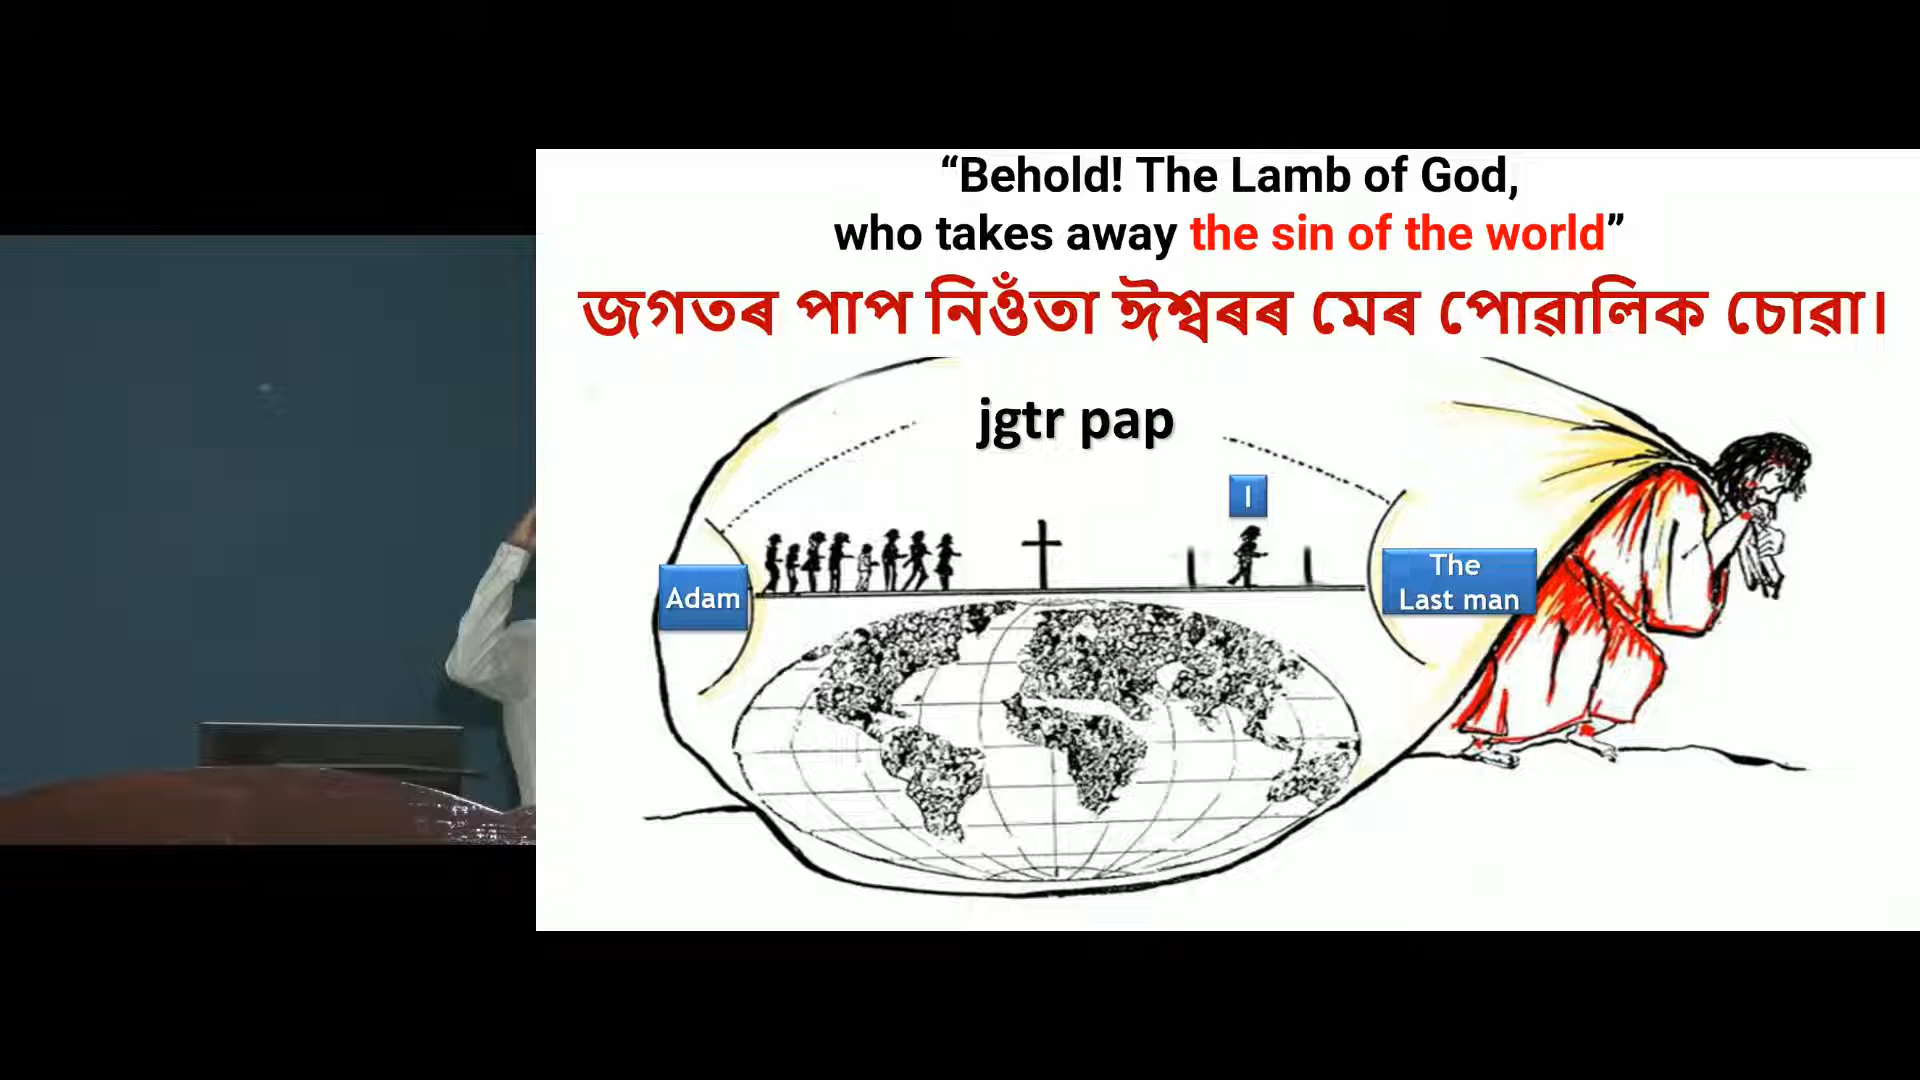 “Behold! The Lamb of God,
who takes away the sin of the world”
জগতৰ পাপ নিওঁতা ঈশ্বৰৰ মেৰ পোৱালিক চোৱা।
jgtr pap
I
Adam
The
Last man